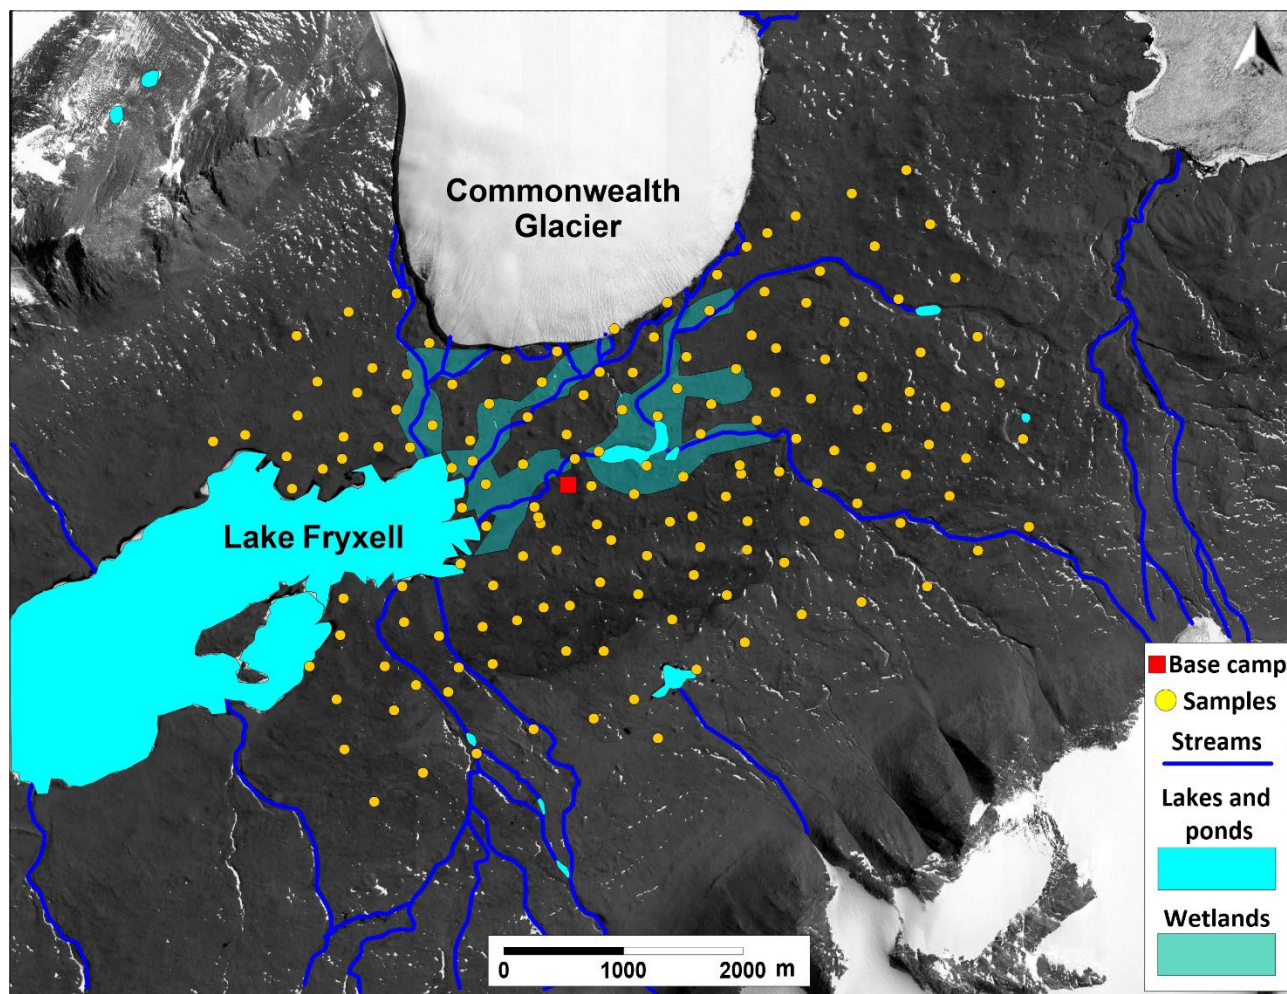 Commonwealth
Glacier
Lake Fryxell
Base camp
Samples
Streams
Lakes and
ponds
Wetlands
0 1000 2000 m